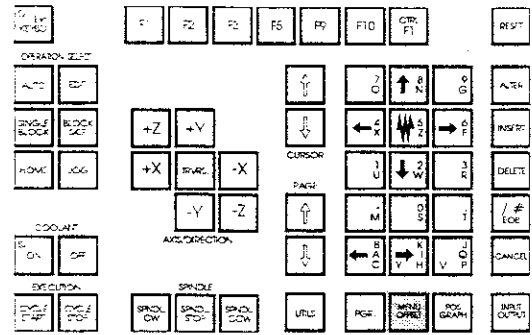 F1 F2 F3 F5 F9 F10 CTRL F1 RESET
OPERATION SELECT
AUTO EDIT 7 O 8 N 9 G ALTER
SINGLE BLOCK BLOCK SKIP +Z +Y CURSOR 4 X 5 Z 6 F INSERT
HOME JOG +X TRVRS. -X 1 U 2 W 3 R DELETE
PAGE
-Y -Z - M 0 S . T / # EOB
COOLANT AXIS/DIRECTION
ON OFF B A C K I Y H J Q V P CANCEL
EXECUTION SPINDLE
CYCLE START CYCLE STOP SPNDL CW SPNDL STOP SPNDL CCW UTILS PGR. MENU OFFSET POS GRAPH INPUT OUTPUT